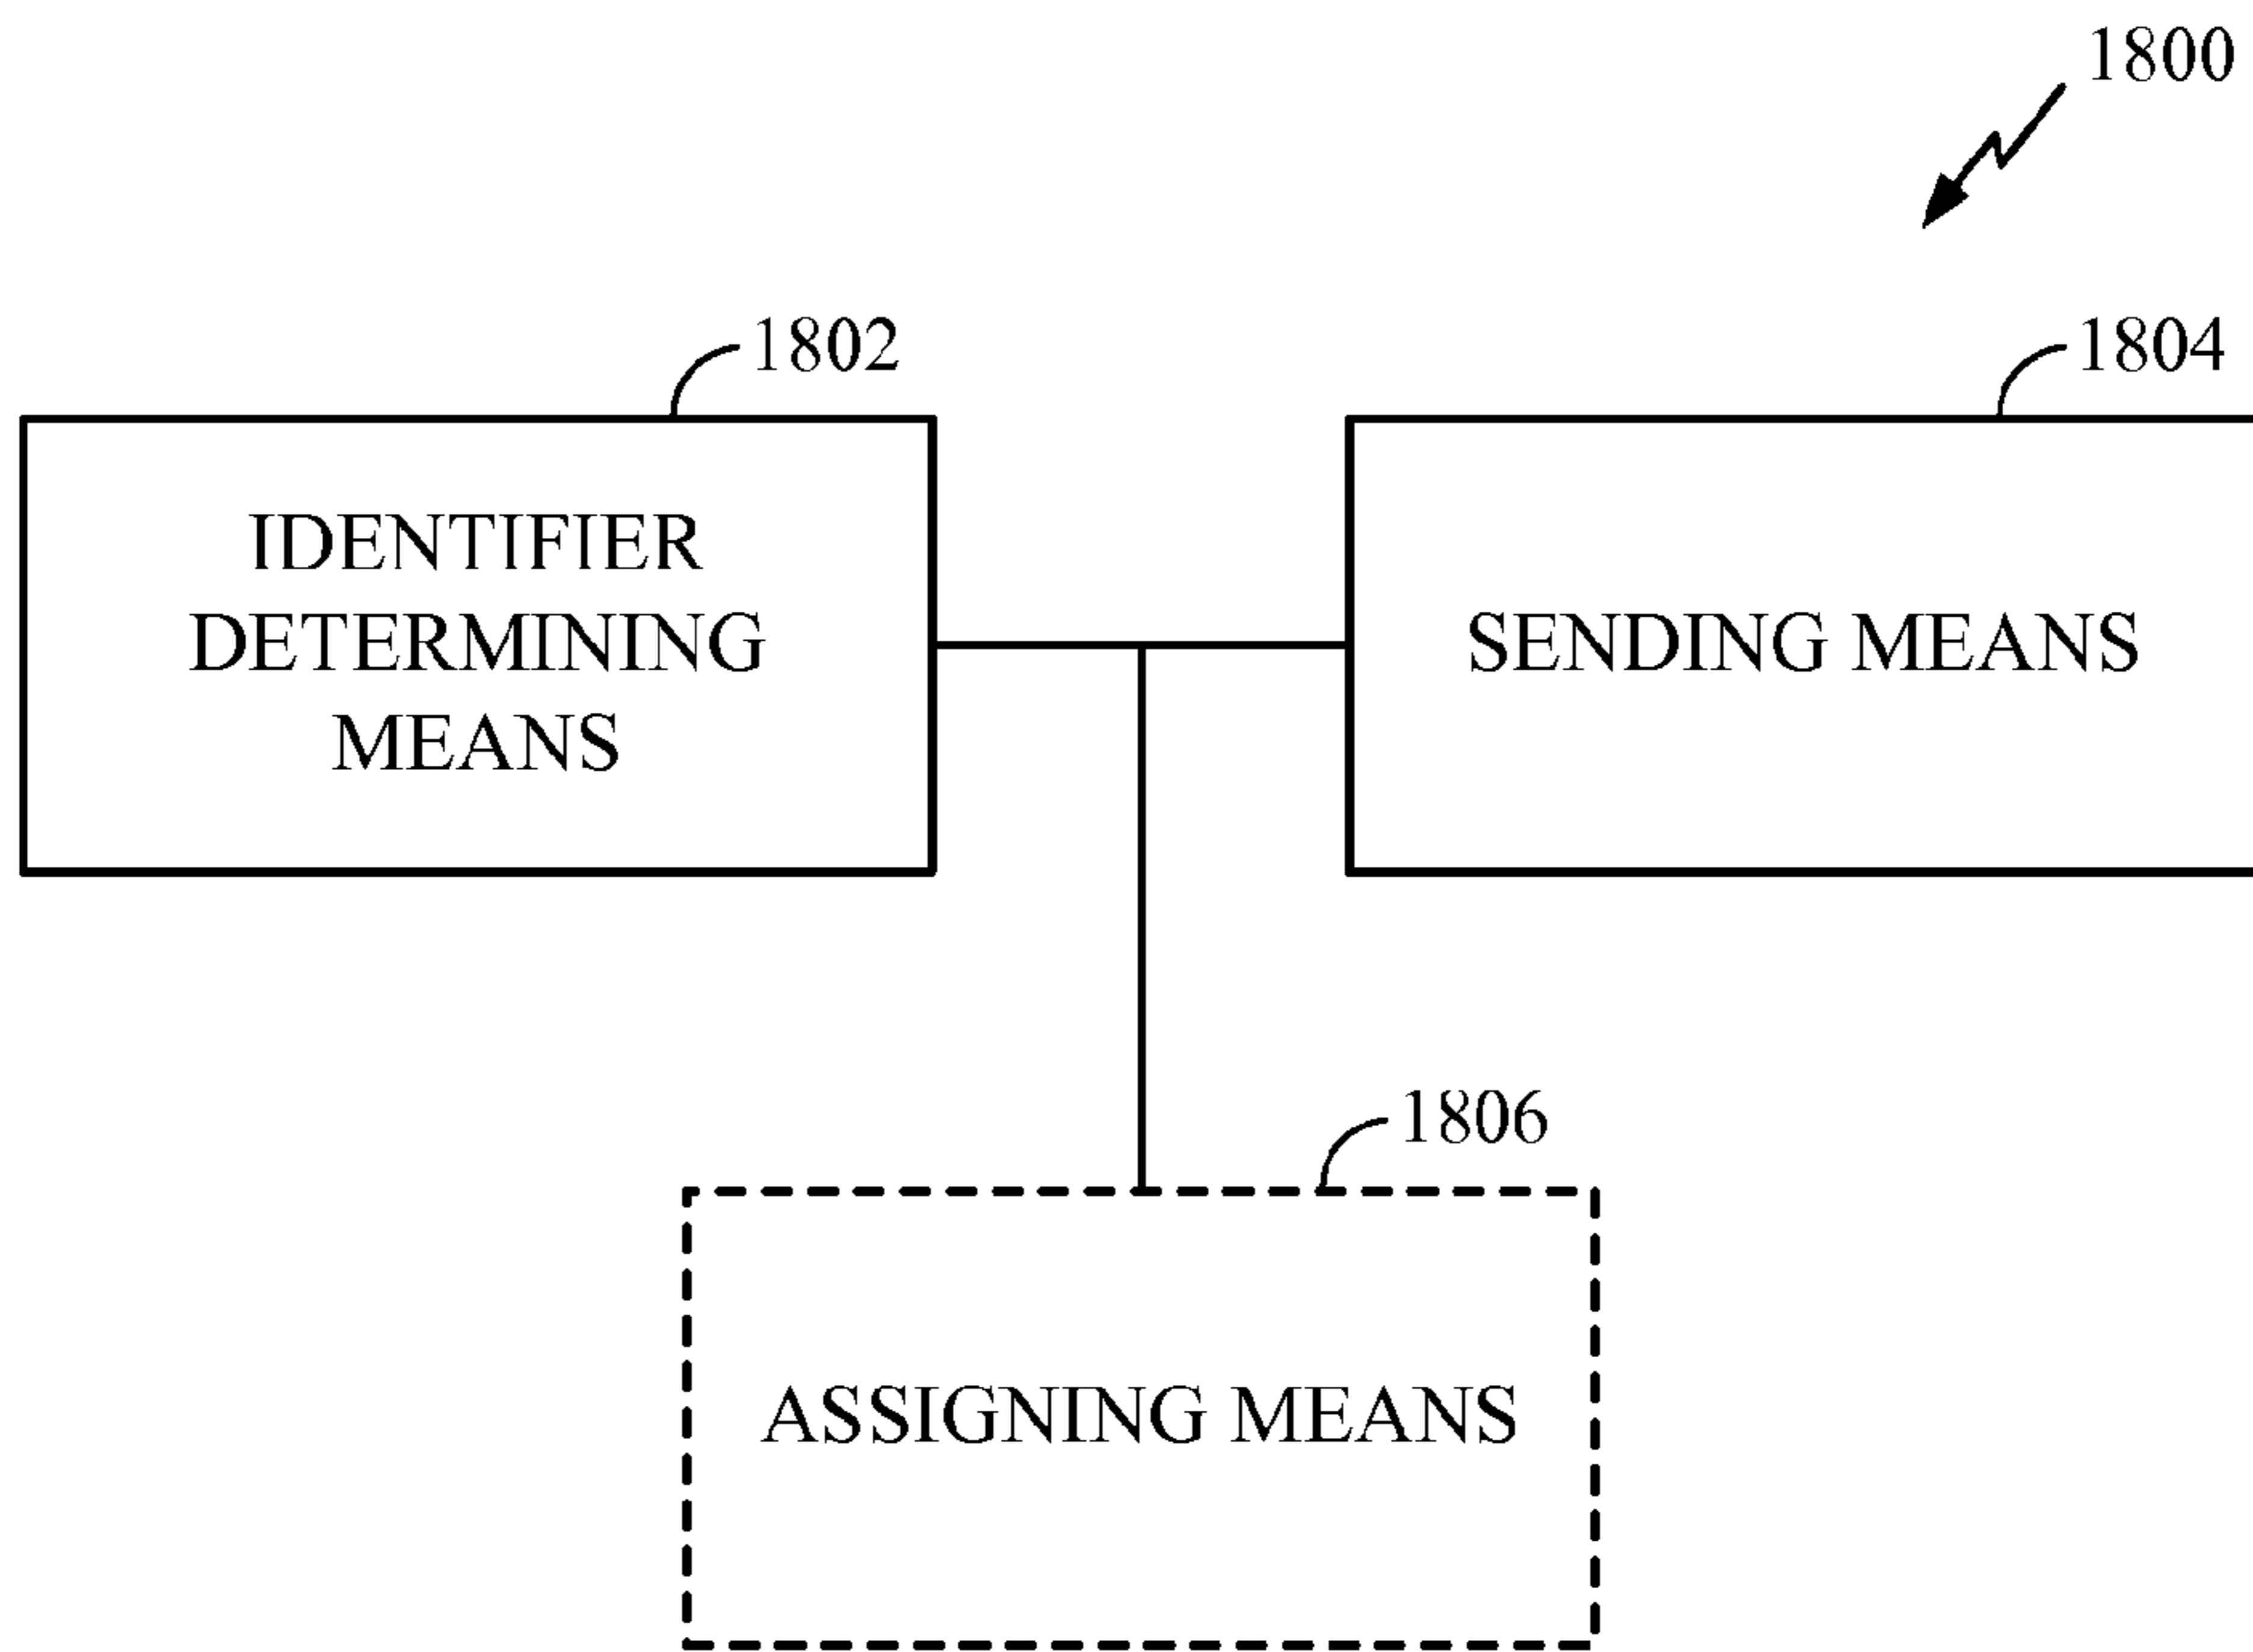 1800
1802
1804
IDENTIFIER
DETERMINING
MEANS
SENDING MEANS
1806
ASSIGNING MEANS